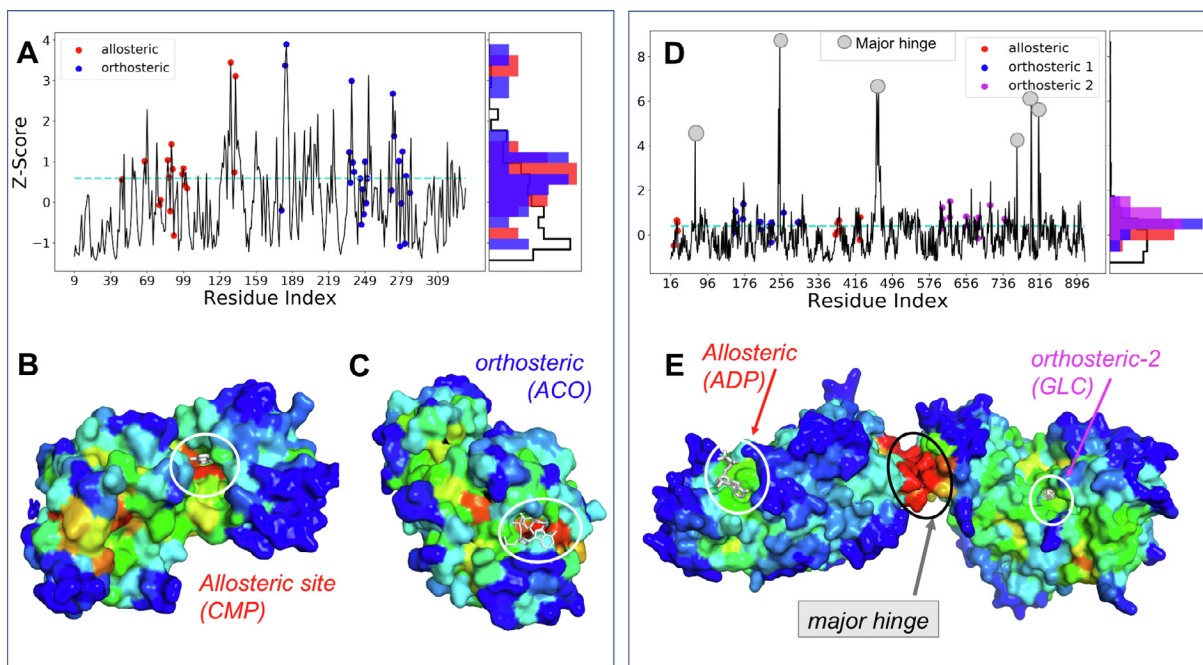 A
allosteric
orthosteric
4
3
2
1
0
−1
Z-Score
9 39 69 99 129 159 189 219 249 279 309
Residue Index
D
Major hinge
allosteric
orthosteric 1
orthosteric 2
8
6
4
2
0
16 96 176 256 336 416 496 576 656 736 816 896
Residue Index
B
Allosteric site
(CMP)
C
orthosteric
(ACO)
E
Allosteric
(ADP)
orthosteric-2
(GLC)
major hinge